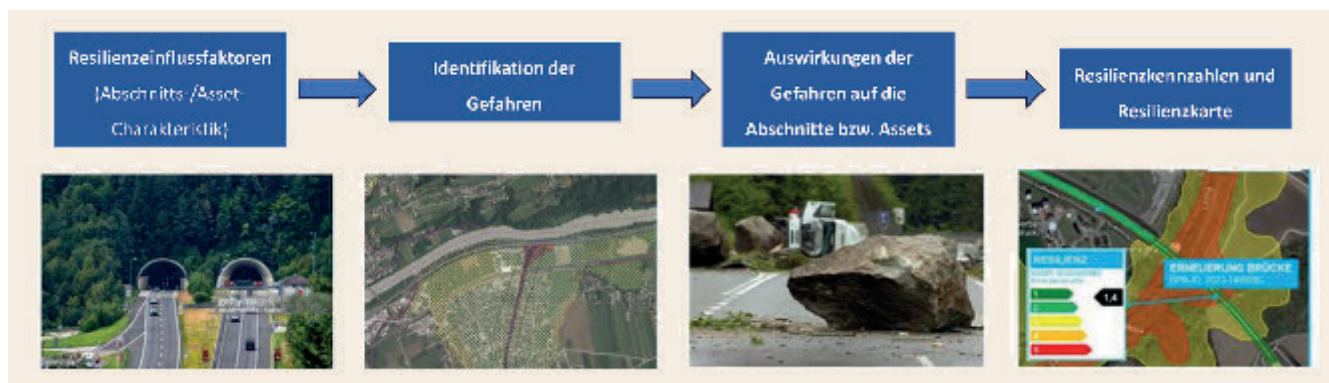 Resilienzeinflussfaktoren
(Abschnitts-/Asset-
Charakteristik)
Identifikation der
Gefahren
Auswirkungen der
Gefahren auf die
Abschnitte bzw. Assets
Resilienzkennzahlen und
Resilienzkarte
RESILIENZ
1,4
ERNEUERUNG BRÜCKE